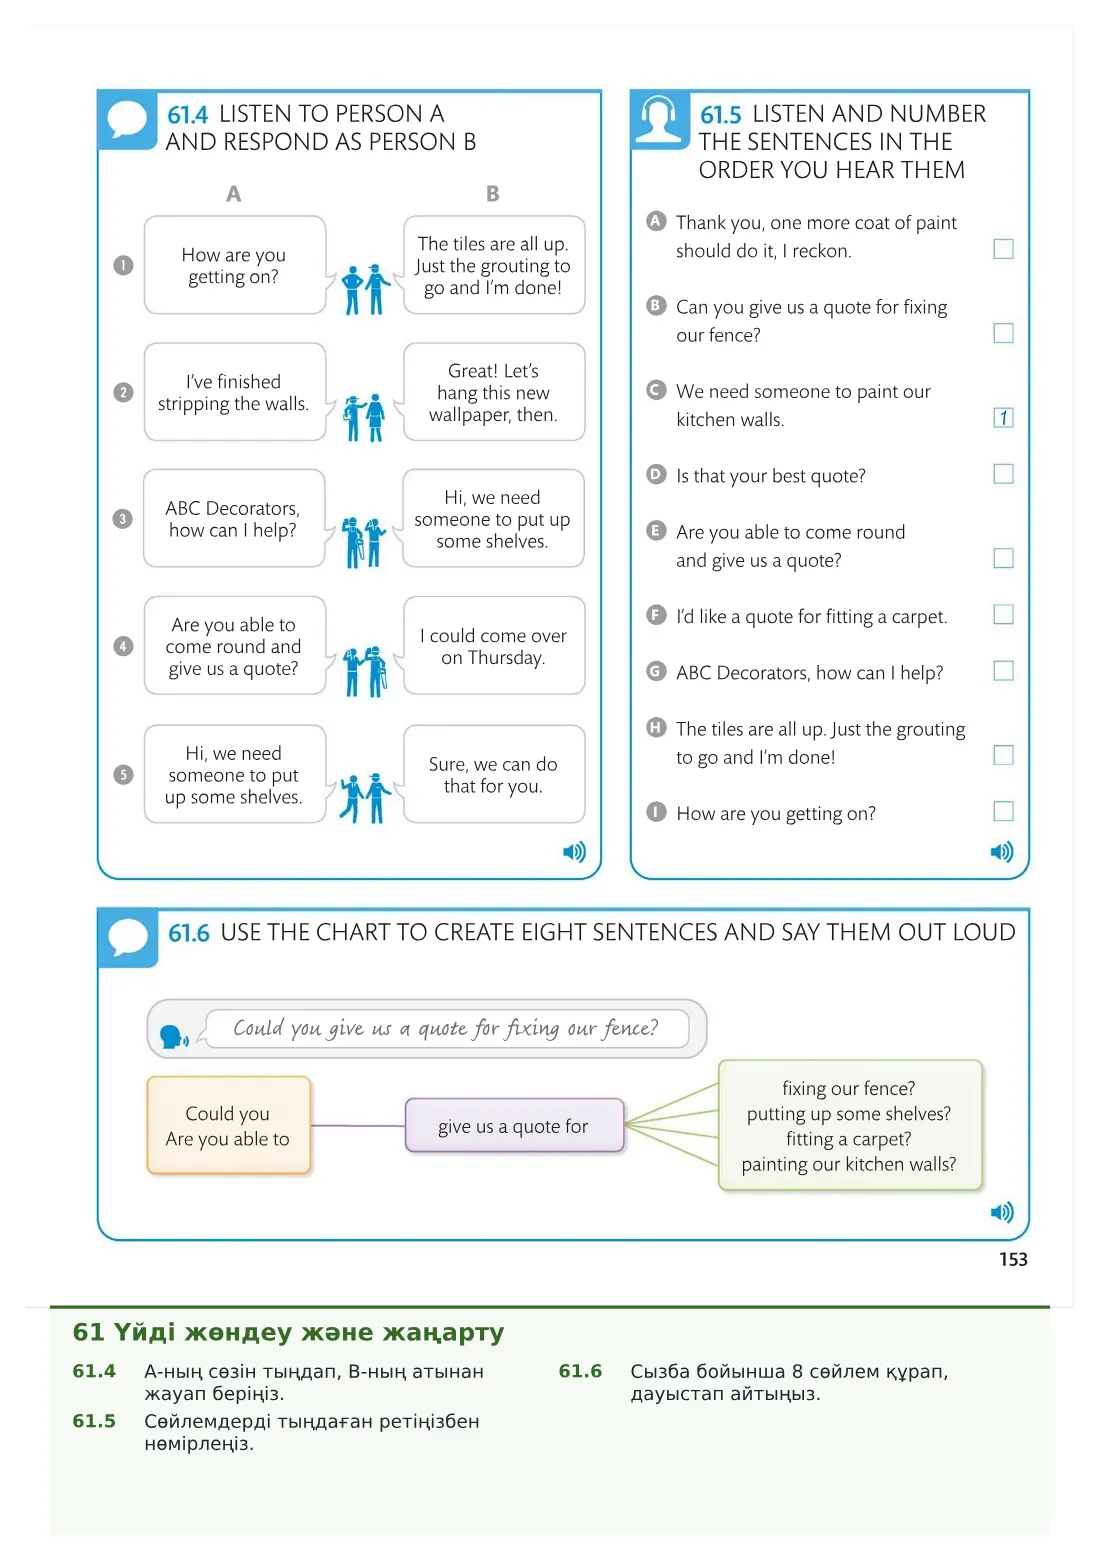 61.4 LISTEN TO PERSON A
AND RESPOND AS PERSON B
A
B
1
How are you
getting on?
The tiles are all up.
Just the grouting to
go and I'm done!
2
I've finished
stripping the walls.
Great! Let's
hang this new
wallpaper, then.
3
ABC Decorators,
how can I help?
Hi, we need
someone to put up
some shelves.
4
Are you able to
come round and
give us a quote?
I could come over
on Thursday.
5
Hi, we need
someone to put
up some shelves.
Sure, we can do
that for you.
61.5 LISTEN AND NUMBER
THE SENTENCES IN THE
ORDER YOU HEAR THEM
A Thank you, one more coat of paint
should do it, I reckon.
B Can you give us a quote for fixing
our fence?
C We need someone to paint our
kitchen walls. 1
D Is that your best quote?
E Are you able to come round
and give us a quote?
F I'd like a quote for fitting a carpet.
G ABC Decorators, how can I help?
H The tiles are all up. Just the grouting
to go and I'm done!
I How are you getting on?
61.6 USE THE CHART TO CREATE EIGHT SENTENCES AND SAY THEM OUT LOUD
Could you give us a quote for fixing our fence?
Could you
Are you able to
give us a quote for
fixing our fence?
putting up some shelves?
fitting a carpet?
painting our kitchen walls?
153
61 Үйді жөндеу және жаңарту
61.4 А-ның сөзін тыңдап, В-ның атынан
жауап беріңіз.
61.5 Сөйлемдерді тыңдаған ретіңізбен
нөмірлеңіз.
61.6 Сызба бойынша 8 сөйлем құрап,
дауыстап айтыңыз.